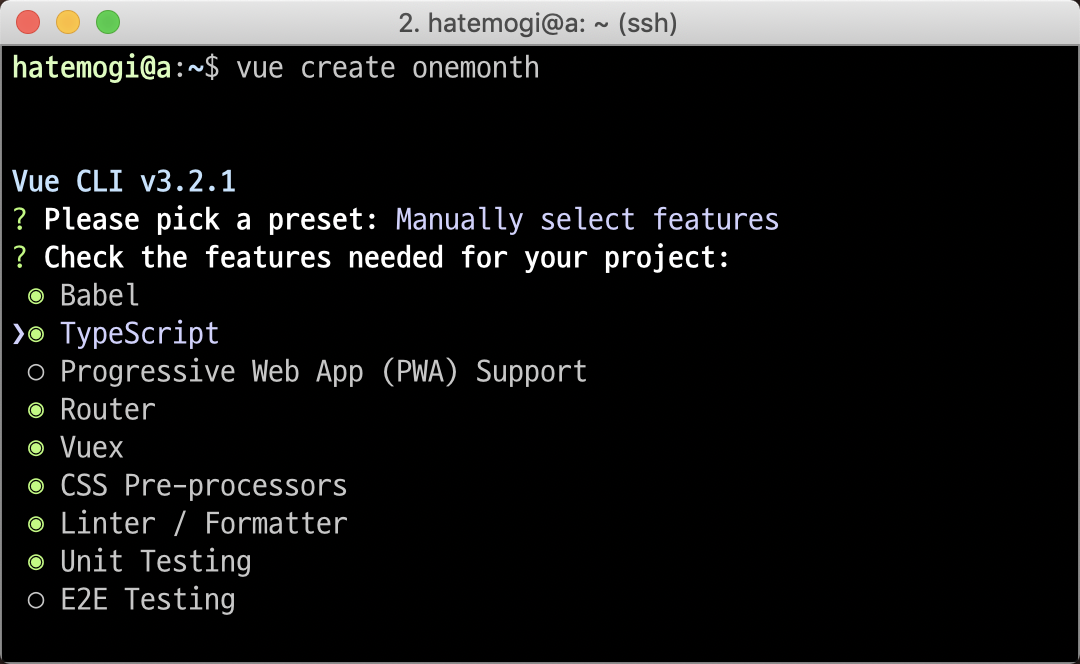 2. hatemogi@a: ~ (ssh)
hatemogi@a:~$ vue create onemonth
Vue CLI v3.2.1
? Please pick a preset: Manually select features
? Check the features needed for your project:
◉ Babel
❯◉ TypeScript
◯ Progressive Web App (PWA) Support
◉ Router
◉ Vuex
◉ CSS Pre-processors
◉ Linter / Formatter
◉ Unit Testing
◯ E2E Testing